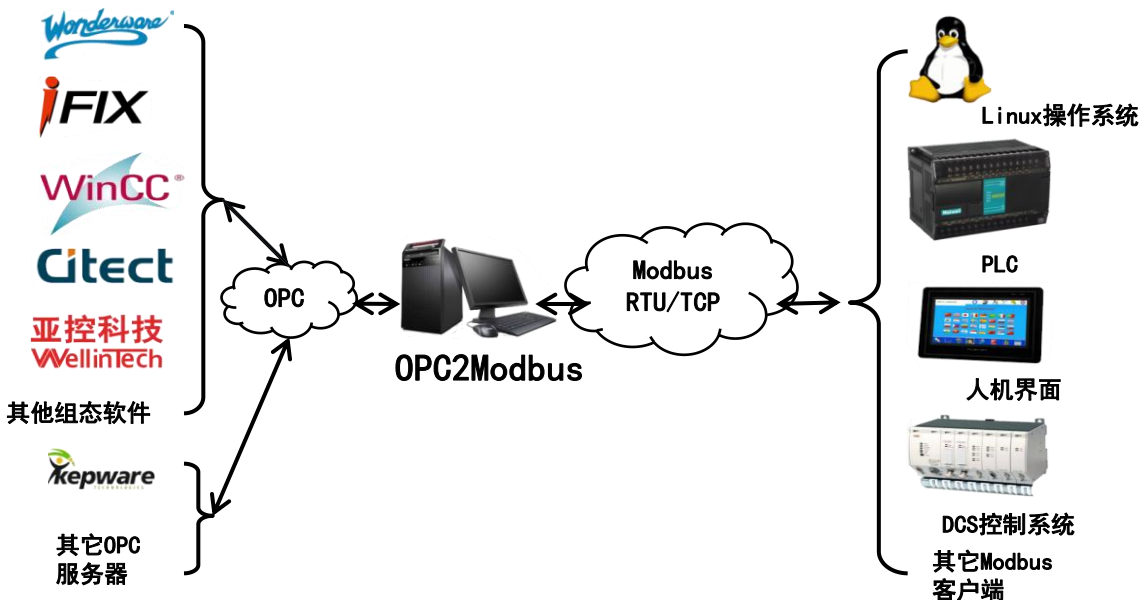 Wonderware
iFIX
WinCC®
Citect
亚控科技
WellinTech
其他组态软件
kepware
TECHNOLOGIES
其它OPC
服务器
OPC
OPC2Modbus
Modbus
RTU/TCP
Linux操作系统
PLC
人机界面
DCS控制系统
其它Modbus
客户端